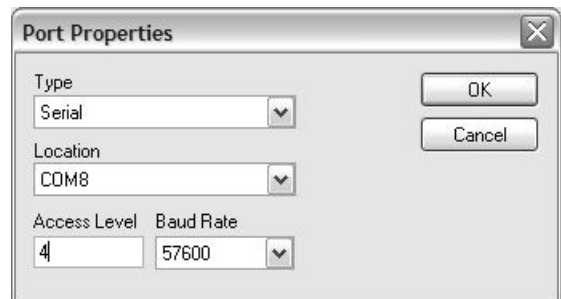 Port Properties
Type
OK
Serial
Cancel
Location
COM8
Access Level Baud Rate
4 57600